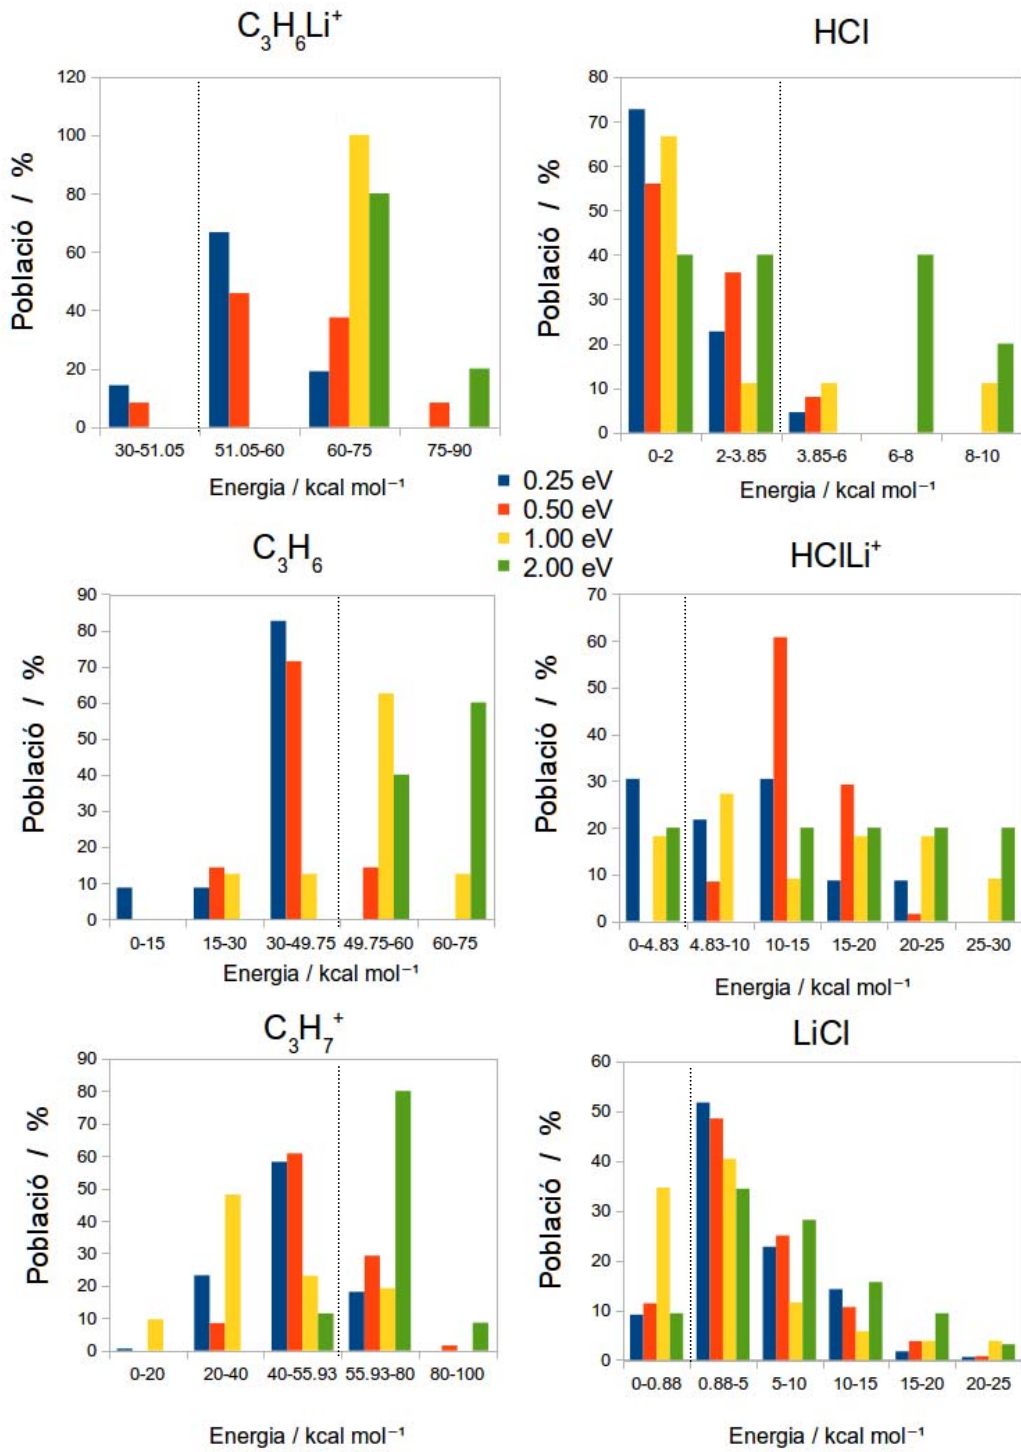 C₃H₆Li⁺
Població / %
120
100
80
60
40
20
0
30-51.05 51.05-60 60-75 75-90
Energia / kcal mol⁻¹
HCl
Població / %
80
70
60
50
40
30
20
10
0
0-2 2-3.85 3.85-6 6-8 8-10
Energia / kcal mol⁻¹
0.25 eV
0.50 eV
1.00 eV
2.00 eV
C₃H₆
Població / %
90
80
70
60
50
40
30
20
10
0
0-15 15-30 30-49.75 49.75-60 60-75
Energia / kcal mol⁻¹
HClLi⁺
Població / %
70
60
50
40
30
20
10
0
0-4.83 4.83-10 10-15 15-20 20-25 25-30
Energia / kcal mol⁻¹
C₃H₇⁺
Població / %
90
80
70
60
50
40
30
20
10
0
0-20 20-40 40-55.93 55.93-80 80-100
Energia / kcal mol⁻¹
LiCl
Població / %
60
50
40
30
20
10
0
0-0.88 0.88-5 5-10 10-15 15-20 20-25
Energia / kcal mol⁻¹